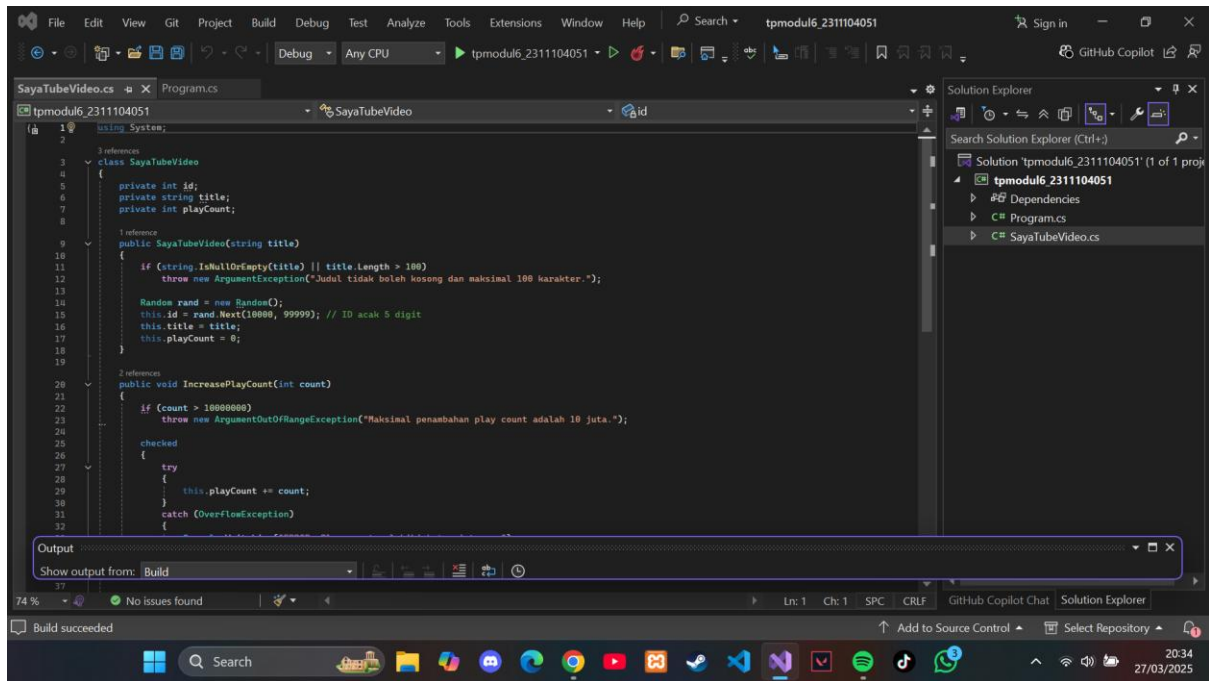 File Edit View Git Project Build Debug Test Analyze Tools Extensions Window Help Search tpmodul6_2311104051 Sign in
Debug Any CPU tpmodul6_2311104051 GitHub Copilot
SayaTubeVideo.cs Program.cs
tpmodul6_2311104051 SayaTubeVideo id
1 using System;
2
3 references
3 class SayaTubeVideo
4 {
5 private int id;
6 private string title;
7 private int playCount;
8
1 reference
9 public SayaTubeVideo(string title)
10 {
11 if (string.IsNullOrEmpty(title) || title.Length > 100)
12 throw new ArgumentException("Judul tidak boleh kosong dan maksimal 100 karakter.");
13
14 Random rand = new Random();
15 this.id = rand.Next(10000, 99999); // ID acak 5 digit
16 this.title = title;
17 this.playCount = 0;
18 }
19
2 references
20 public void IncreasePlayCount(int count)
21 {
22 if (count > 10000000)
23 throw new ArgumentOutOfRangeException("Maksimal penambahan play count adalah 10 juta.");
24
25 checked
26 {
27 try
28 {
29 this.playCount += count;
30 }
31 catch (OverflowException)
32 {
Output
Show output from: Build
37
74 % No issues found Ln: 1 Ch: 1 SPC CRLF
Solution Explorer
Search Solution Explorer (Ctrl+;)
Solution 'tpmodul6_2311104051' (1 of 1 proje
tpmodul6_2311104051
Dependencies
C# Program.cs
C# SayaTubeVideo.cs
GitHub Copilot Chat Solution Explorer
Build succeeded Add to Source Control Select Repository
Search
20:34
27/03/2025